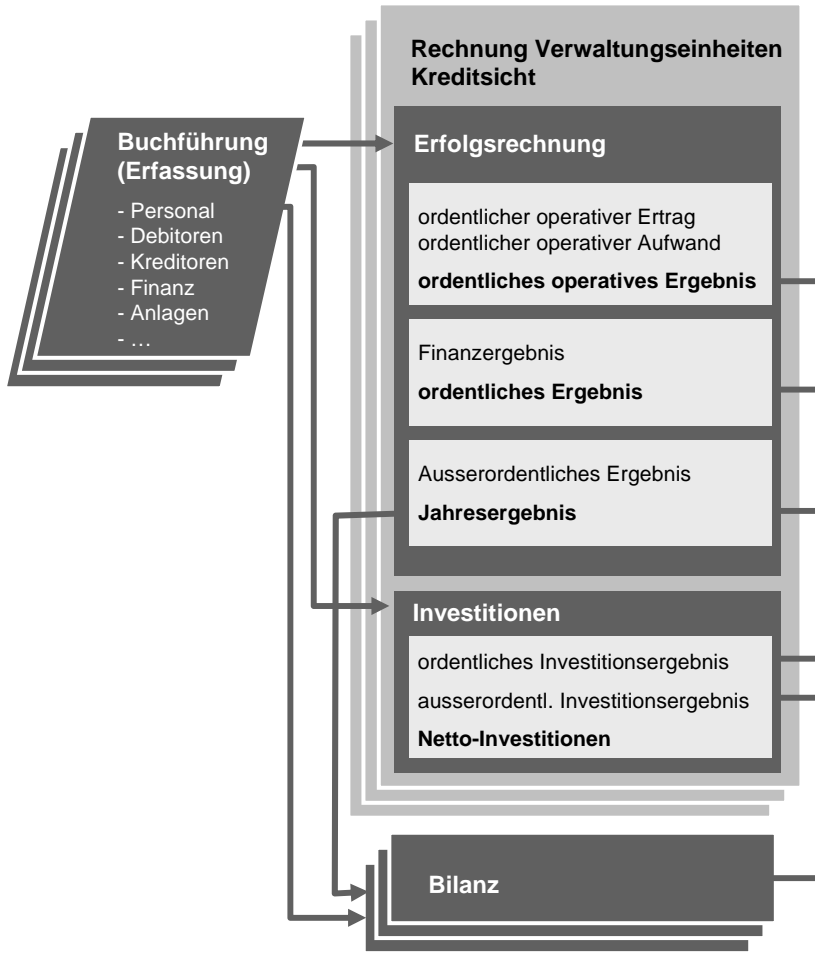 Rechnung Verwaltungseinheiten
Kreditsicht
Buchführung
(Erfassung)
- Personal
- Debitoren
- Kreditoren
- Finanz
- Anlagen
- …
Erfolgsrechnung
ordentlicher operativer Ertrag
ordentlicher operativer Aufwand
ordentliches operatives Ergebnis
Finanzergebnis
ordentliches Ergebnis
Ausserordentliches Ergebnis
Jahresergebnis
Investitionen
ordentliches Investitionsergebnis
ausserordentl. Investitionsergebnis
Netto-Investitionen
Bilanz